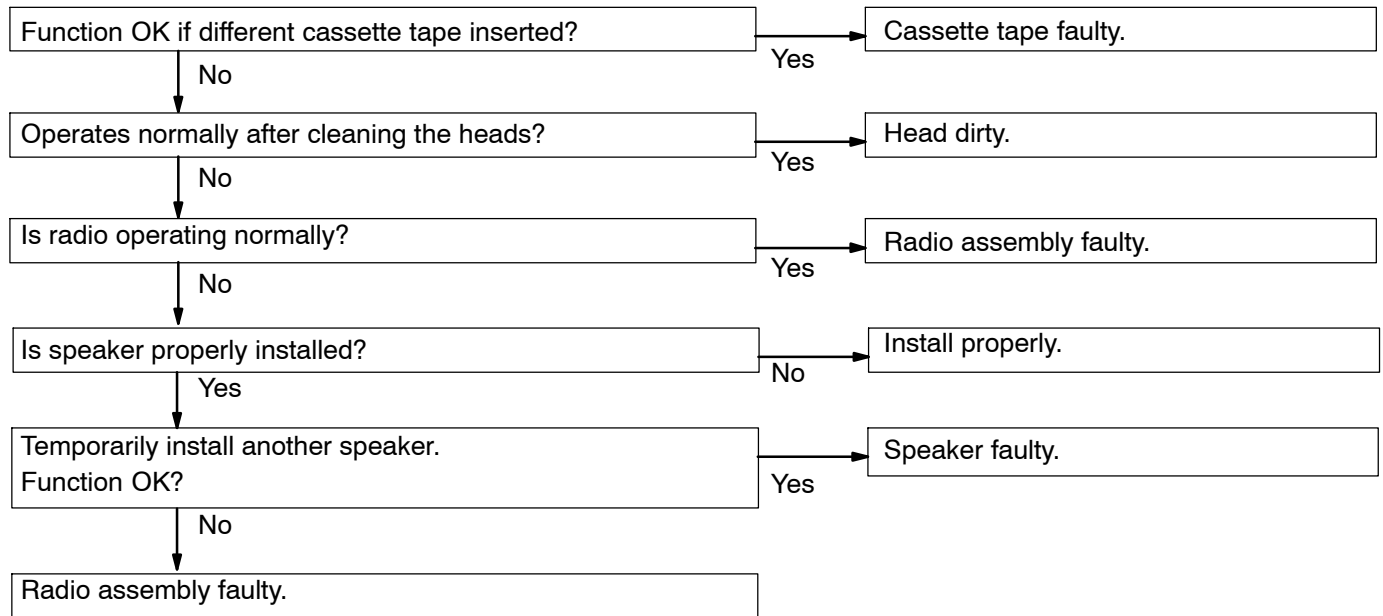 Function OK if different cassette tape inserted?
Yes
Cassette tape faulty.
No
Operates normally after cleaning the heads?
Yes
Head dirty.
No
Is radio operating normally?
Yes
Radio assembly faulty.
No
Is speaker properly installed?
No
Install properly.
Yes
Temporarily install another speaker.
Function OK?
Yes
Speaker faulty.
No
Radio assembly faulty.